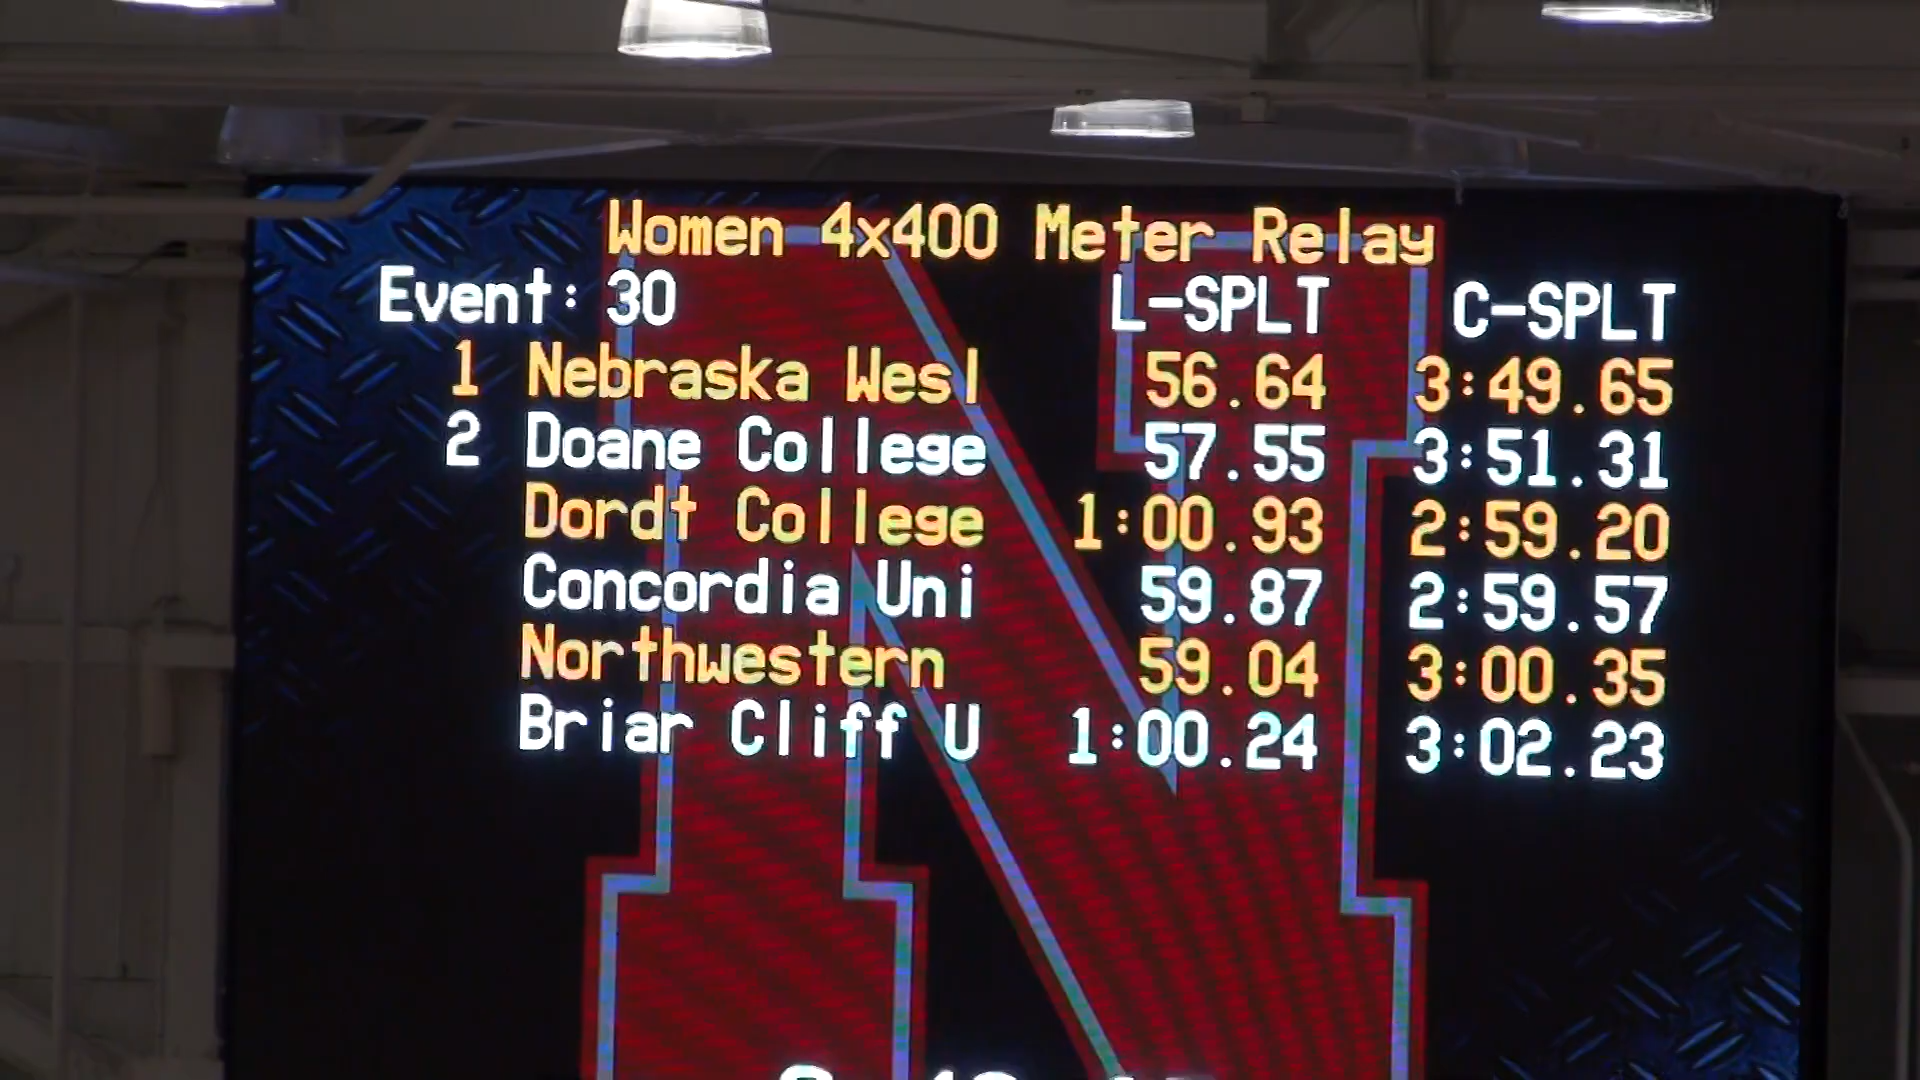 Women 4x400 Meter Relay
Event: 30 L-SPLT C-SPLT
1 Nebraska Wesl 56.64 3:49.65
2 Doane College 57.55 3:51.31
Dordt College 1:00.93 2:59.20
Concordia Uni 59.87 2:59.57
Northwestern 59.04 3:00.35
Briar Cliff U 1:00.24 3:02.23